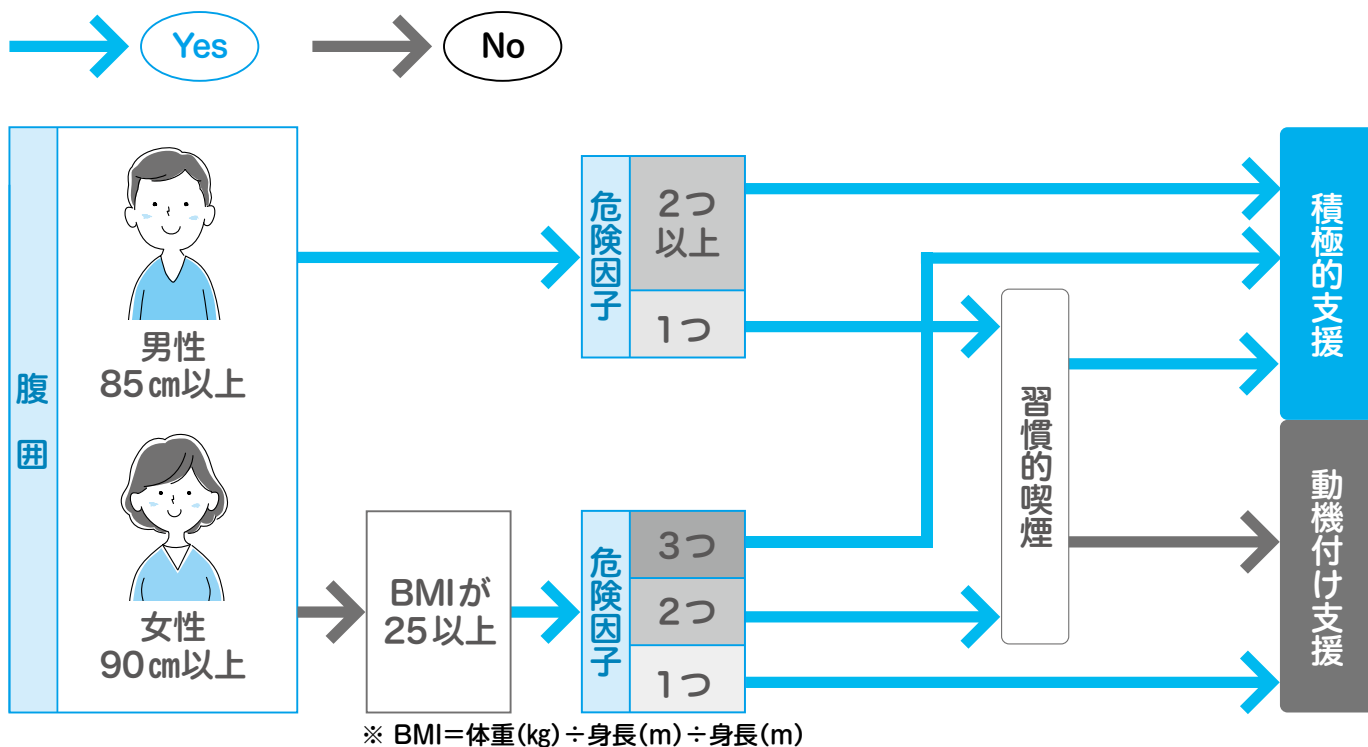 Yes
No
腹囲
男性
85㎝以上
女性
90㎝以上
BMIが
25以上
危険因子
2つ
以上
1つ
危険因子
3つ
2つ
1つ
習慣的喫煙
積極的支援
動機付け支援
※ BMI＝体重(kg)÷身長(m)÷身長(m)